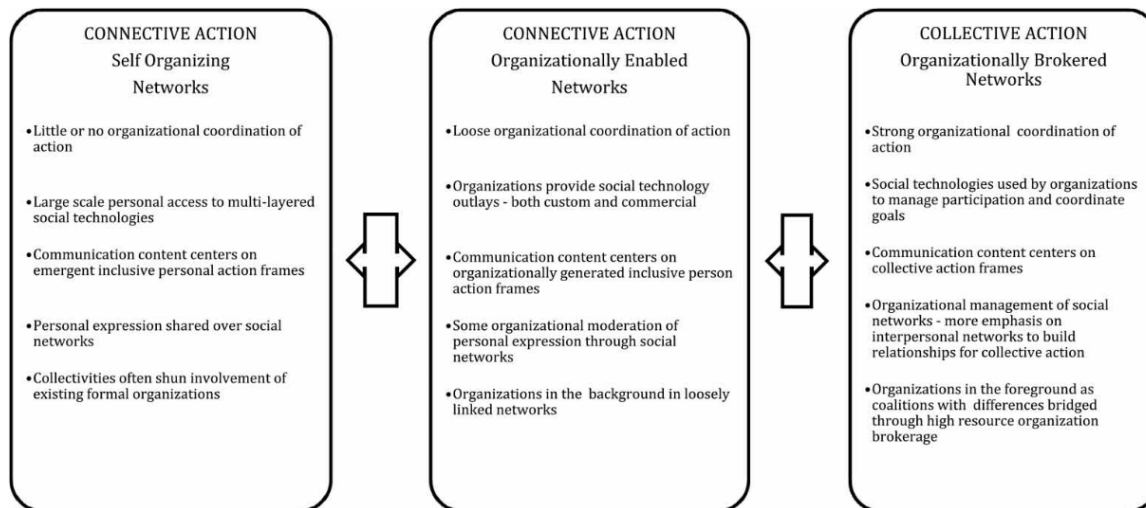 CONNECTIVE ACTION
Self Organizing
Networks
•Little or no organizational coordination of
action
•Large scale personal access to multi-layered
social technologies
•Communication content centers on
emergent inclusive personal action frames
•Personal expression shared over social
networks
•Collectivities often shun involvement of
existing formal organizations
CONNECTIVE ACTION
Organizationally Enabled
Networks
•Loose organizational coordination of action
•Organizations provide social technology
outlays - both custom and commercial
•Communication content centers on
organizationally generated inclusive person
action frames
•Some organizational moderation of
personal expression through social
networks
•Organizations in the background in loosely
linked networks
COLLECTIVE ACTION
Organizationally Brokered
Networks
•Strong organizational coordination of
action
•Social technologies used by organizations
to manage participation and coordinate
goals
•Communication content centers on
collective action frames
•Organizational management of social
networks - more emphasis on
interpersonal networks to build
relationships for collective action
•Organizations in the foreground as
coalitions with differences bridged
through high resource organization
brokerage